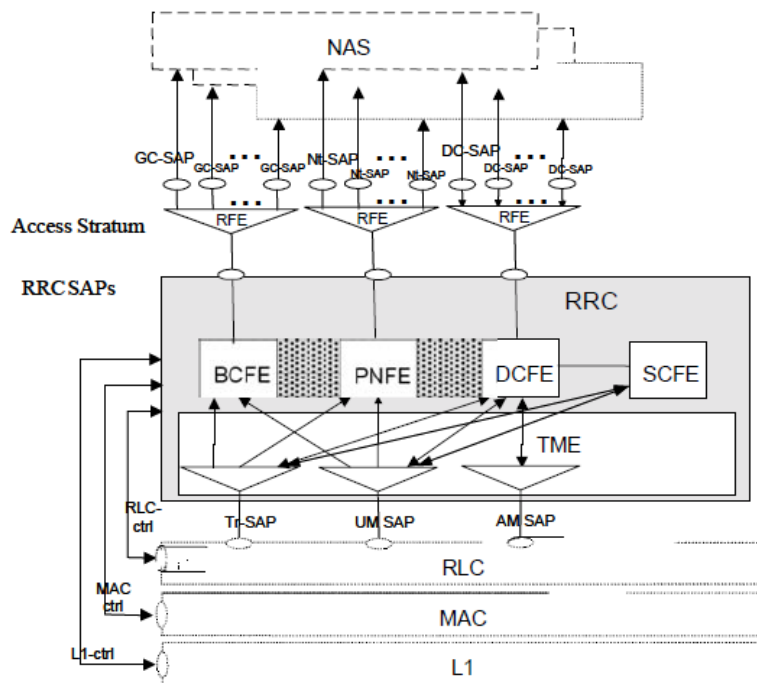 NAS
GC-SAP GC-SAP GC-SAP Nt-SAP Nt-SAP Nt-SAP DC-SAP DC-SAP DC-SAP
RFE RFE RFE
Access Stratum
RRC SAPs
RRC
BCFE PNFE DCFE SCFE
TME
RLC-
ctrl
Tr-SAP UM SAP AM SAP
RLC
MAC
ctrl
MAC
L1-ctrl
L1